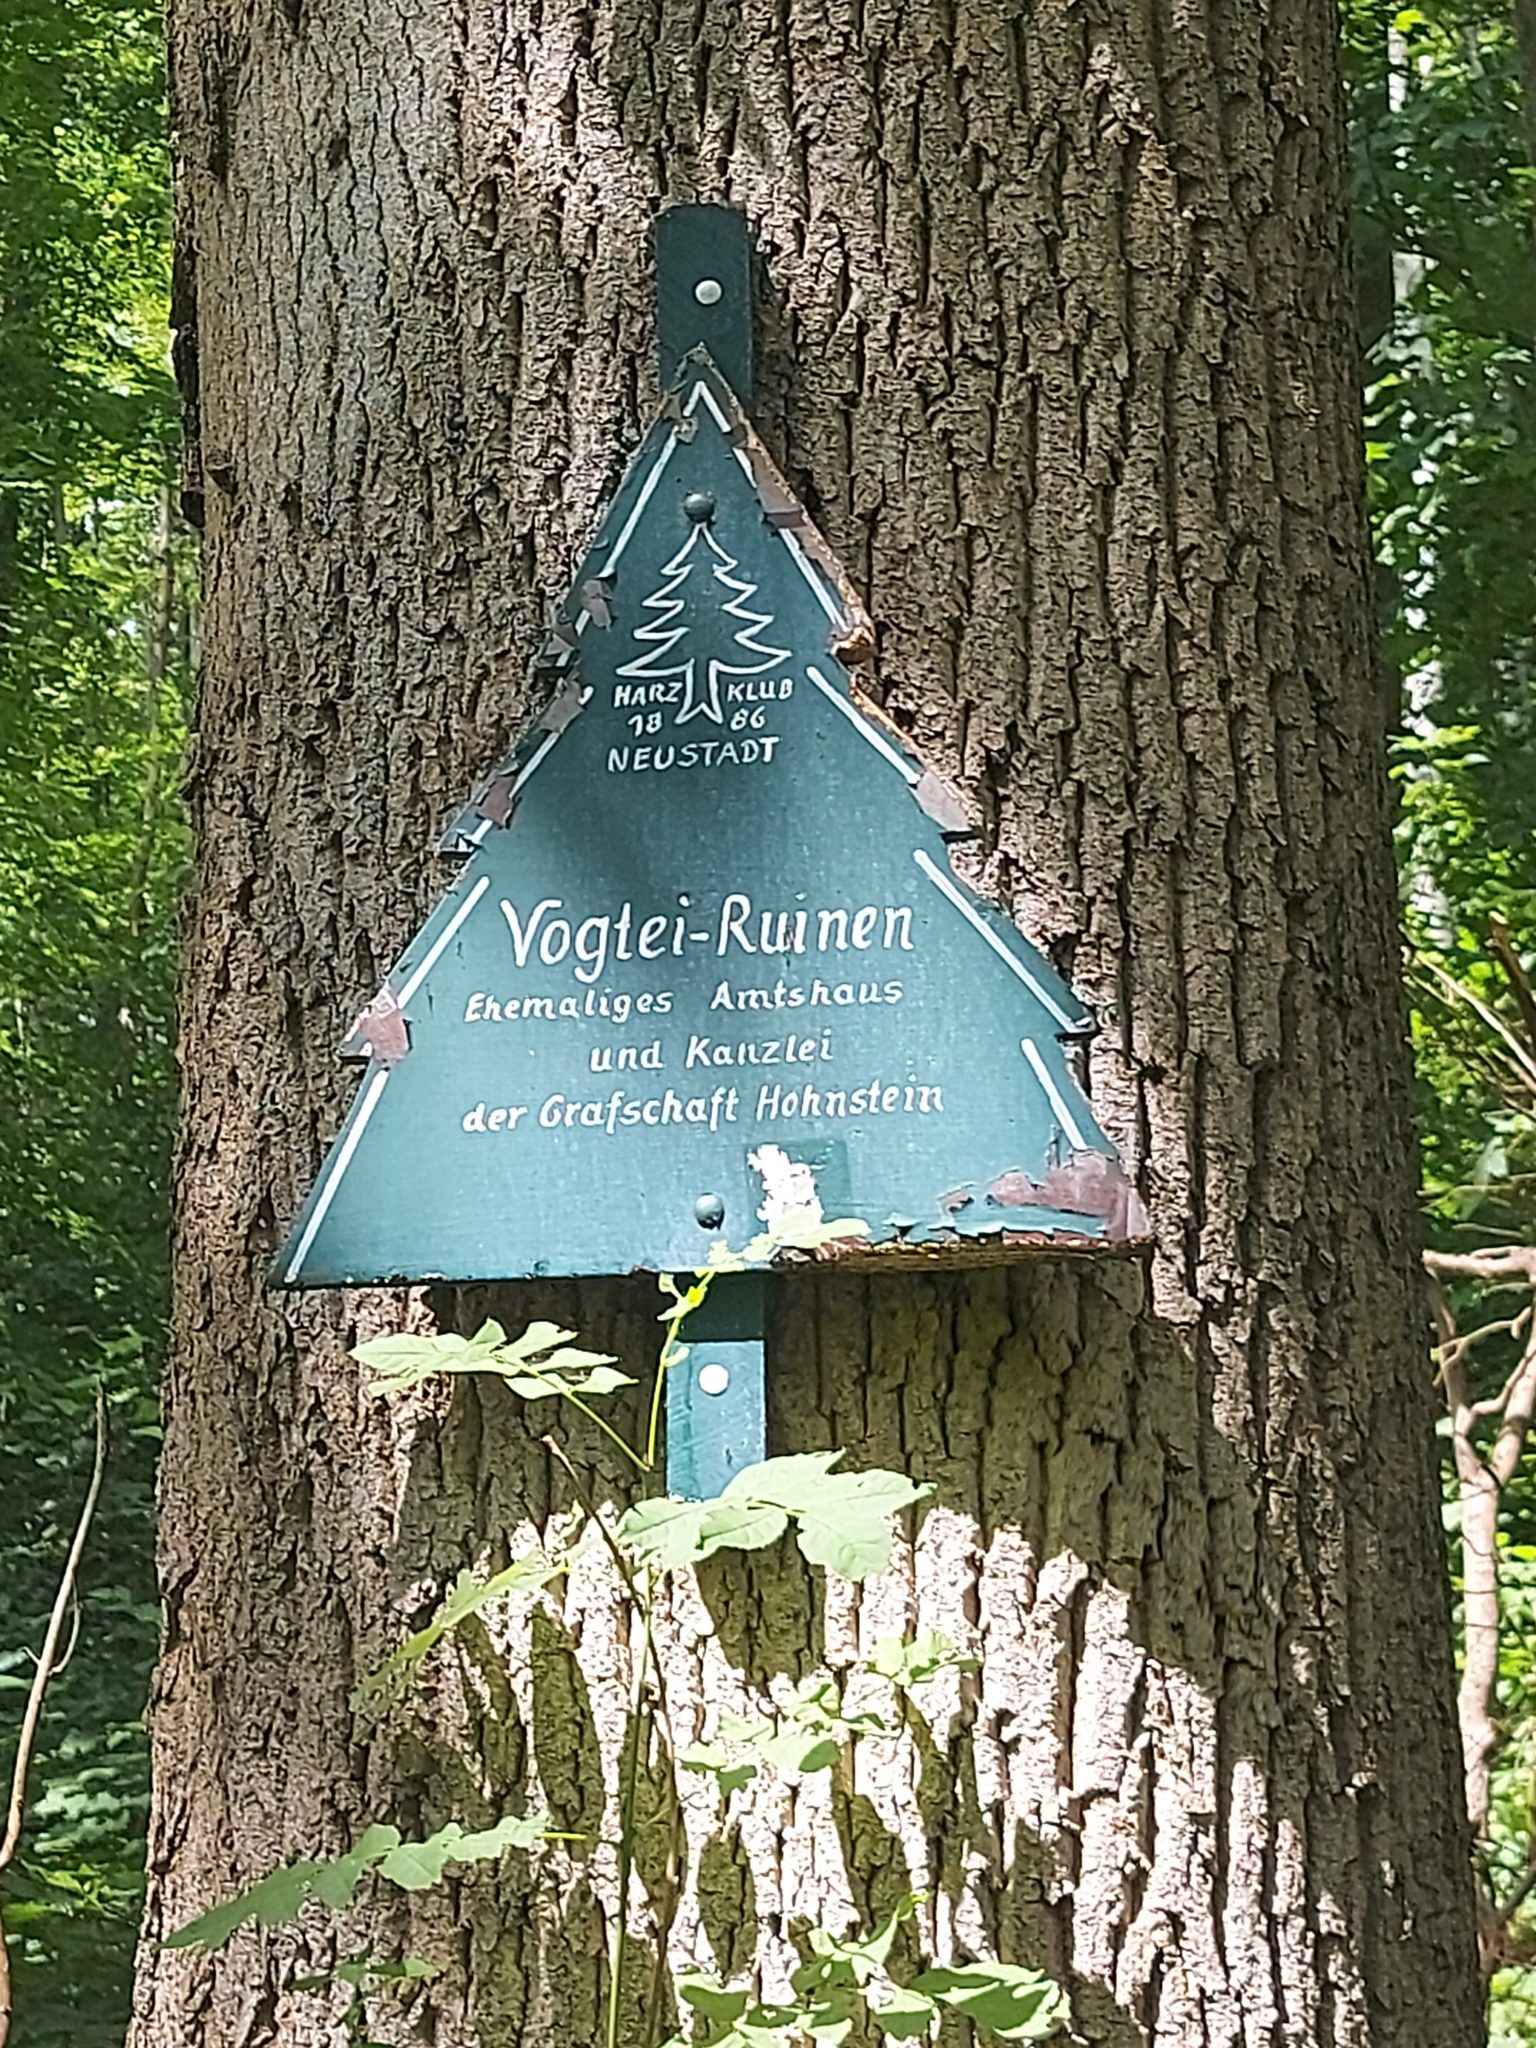 HARZ KLUB
18 86
NEUSTADT
Vogtei-Ruinen
Ehemaliges Amtshaus
und Kanzlei
der Grafschaft Hohnstein